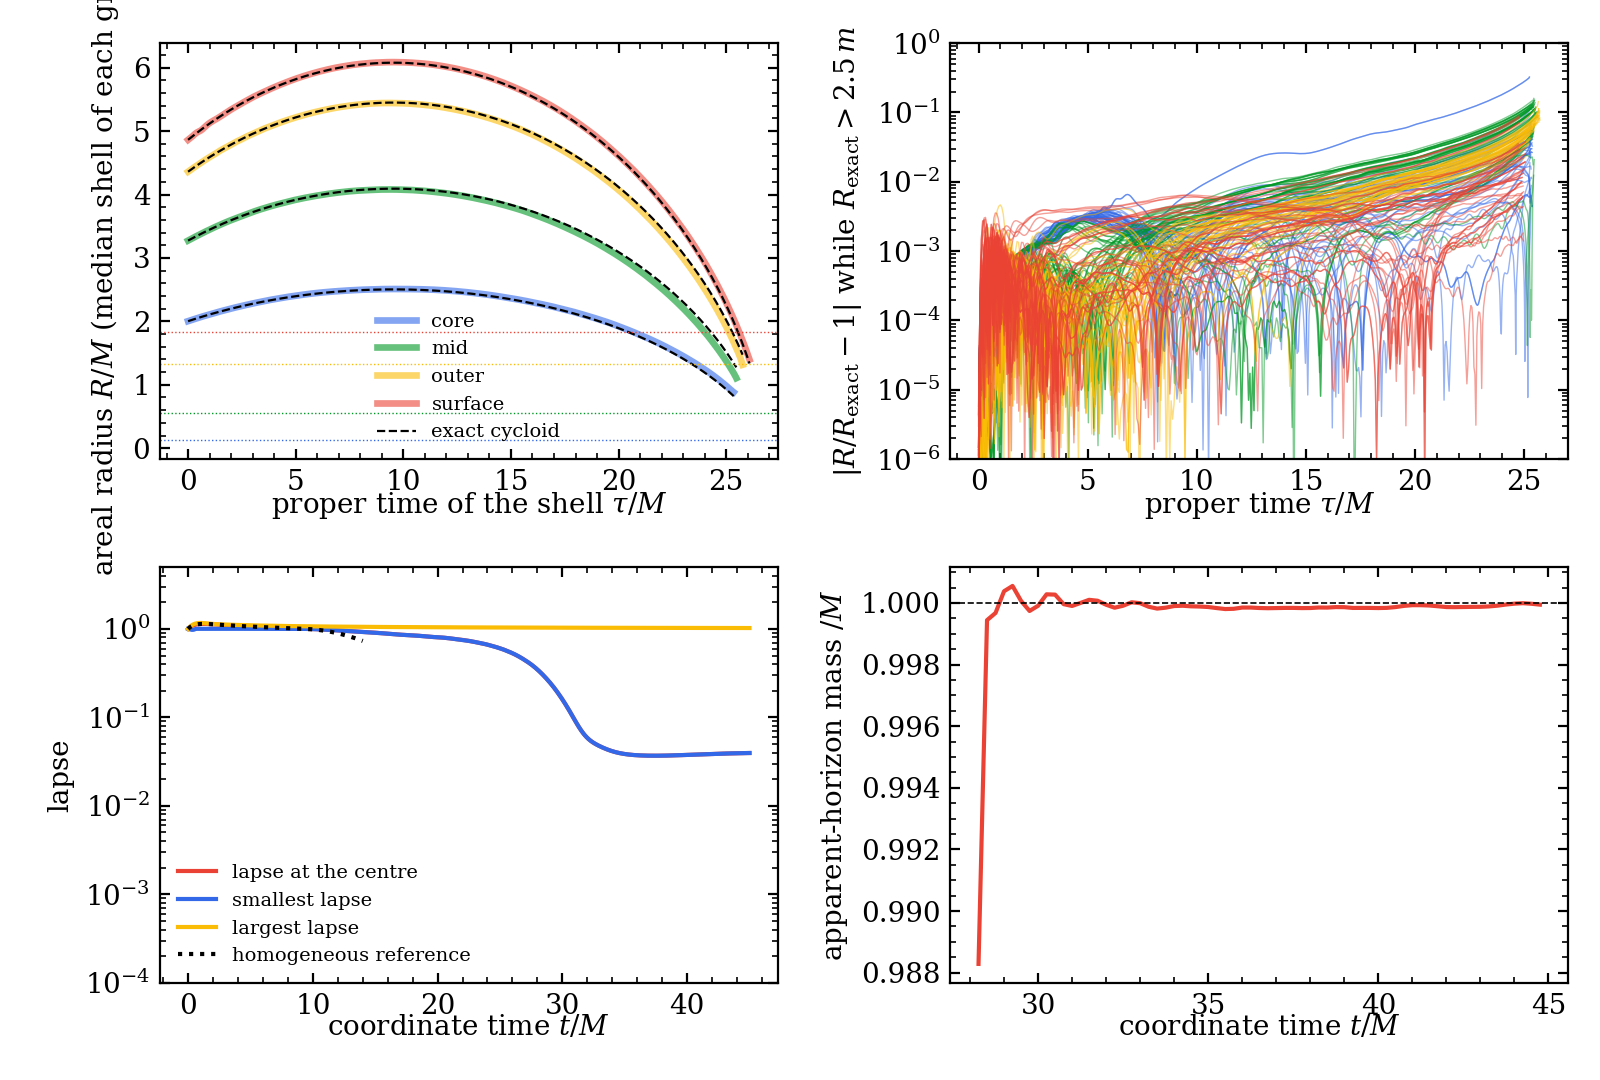 areal radius R/M (median shell of each gr
6
5
4
3
2
1
0
core
mid
outer
surface
exact cycloid
0 5 10 15 20 25
proper time of the shell τ/M
|R/R_exact − 1| while R_exact > 2.5 m
10^0
10^−1
10^−2
10^−3
10^−4
10^−5
10^−6
0 5 10 15 20 25
proper time τ/M
lapse
10^0
10^−1
10^−2
10^−3
10^−4
lapse at the centre
smallest lapse
largest lapse
homogeneous reference
0 10 20 30 40
coordinate time t/M
apparent-horizon mass /M
1.000
0.998
0.996
0.994
0.992
0.990
0.988
30 35 40 45
coordinate time t/M